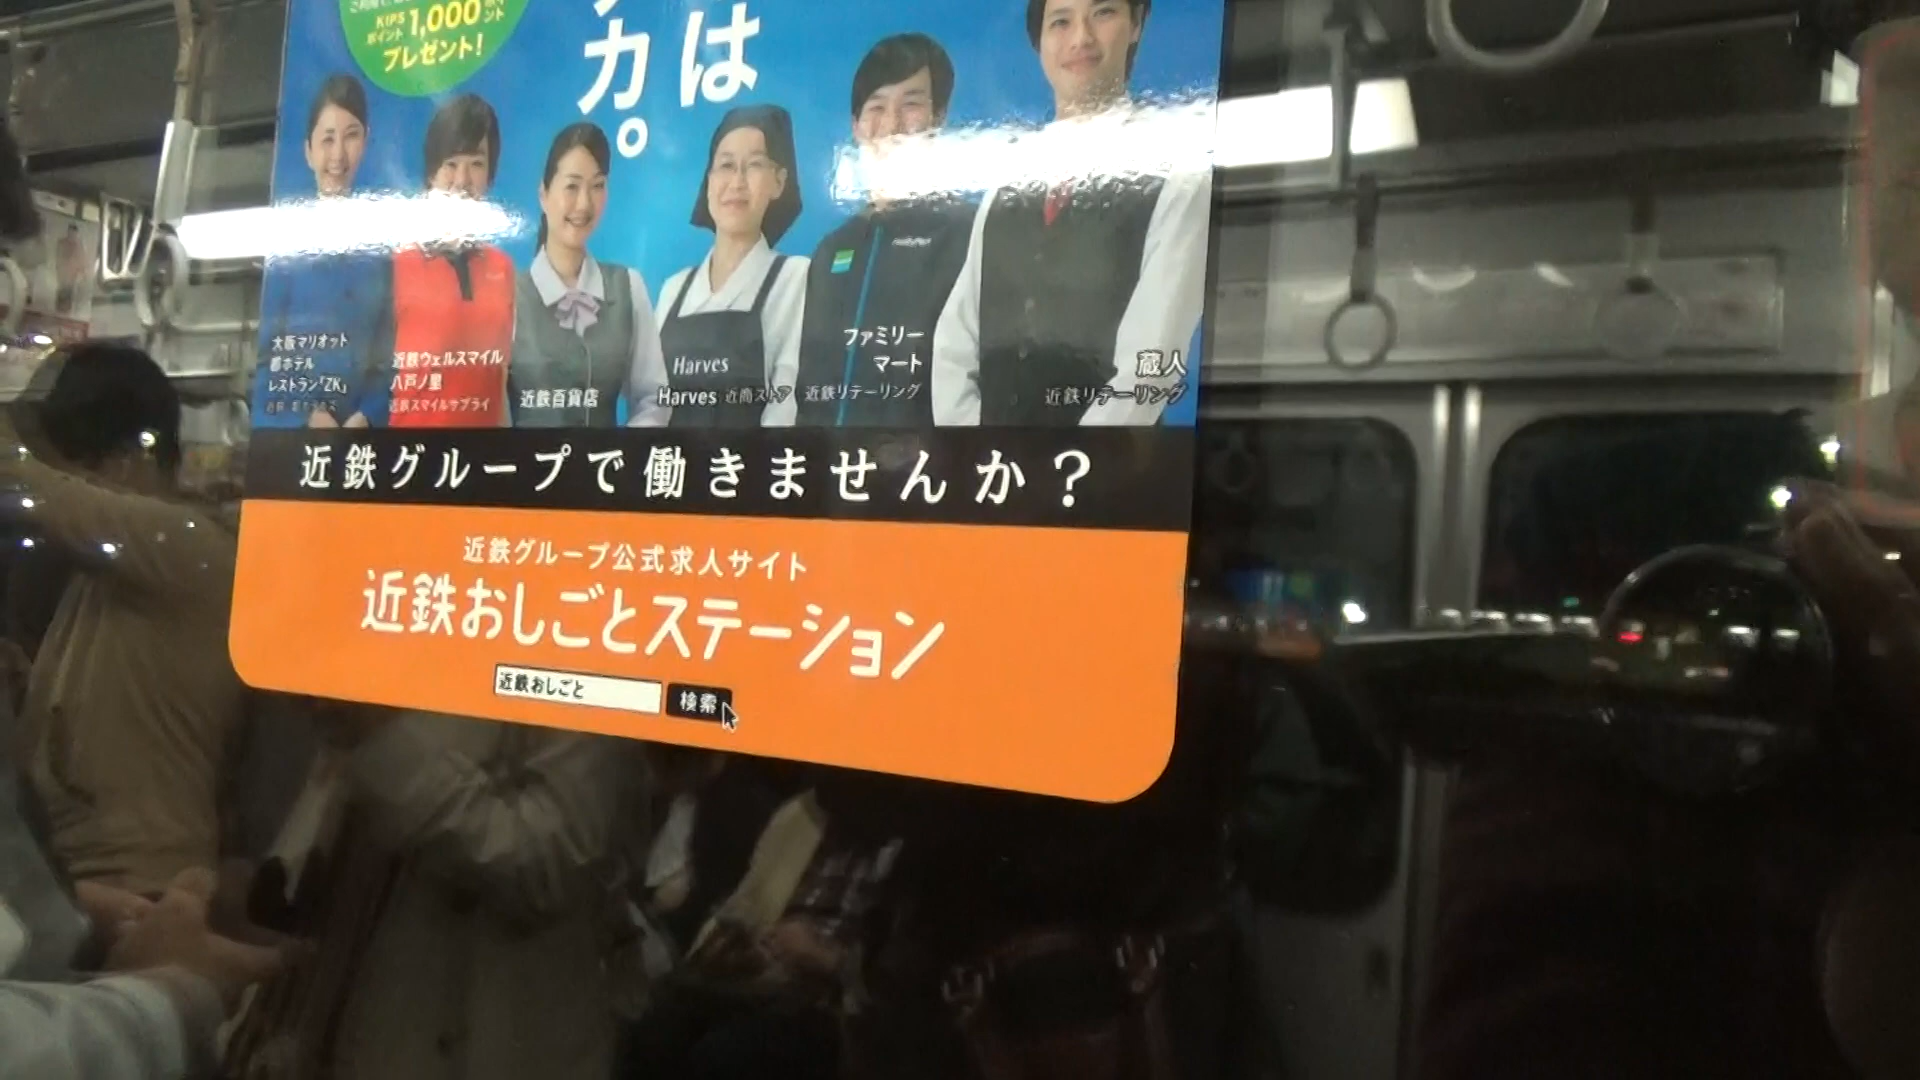 KIPS
ポイント 1,000 ポイント
プレゼント!
は
力。
大阪マリオット
都ホテル
レストラン「ZK」
近鉄ウェルスマイル
八戸ノ里
近鉄スマイルサプライ
近鉄百貨店
Harves
Harves 近商ストア
ファミリー
マート
近鉄リテーリング
蔵人
近鉄リテーリング
近鉄グループで働きませんか?
近鉄グループ公式求人サイト
近鉄おしごとステーション
近鉄おしごと 検索